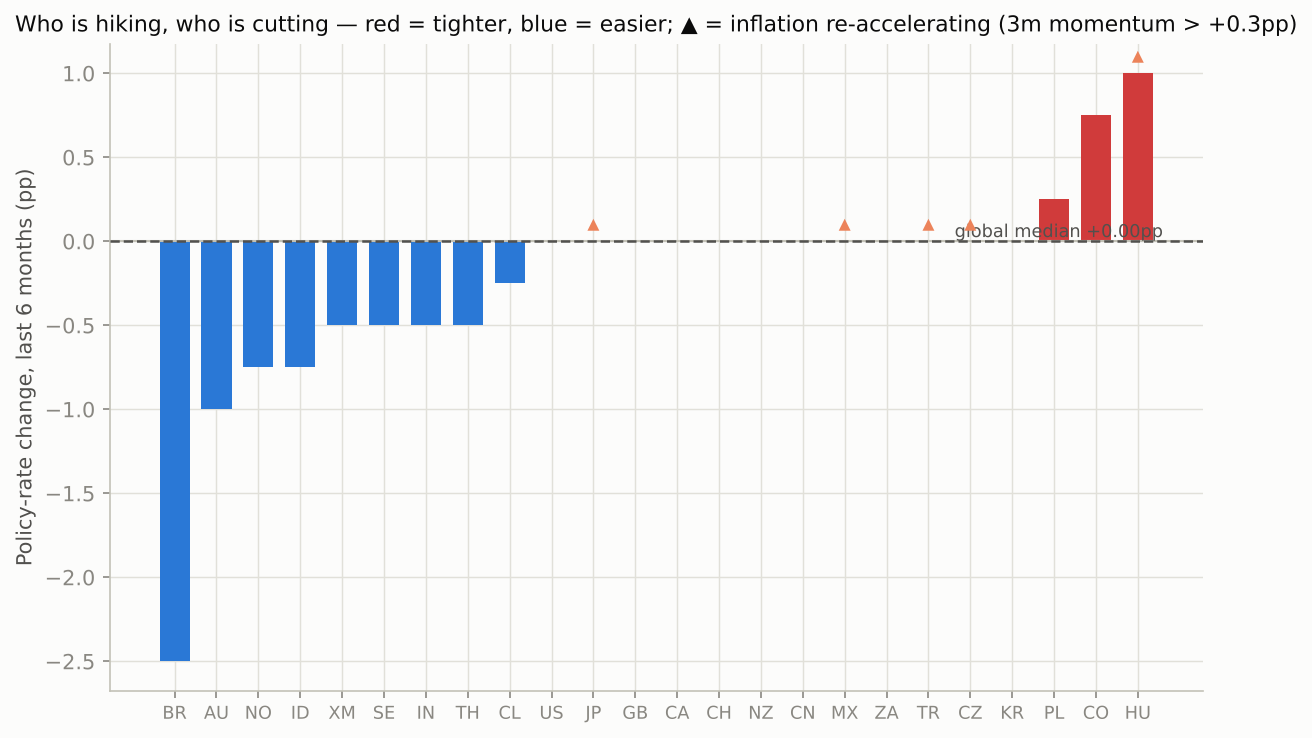 Who is hiking, who is cutting — red = tighter, blue = easier; ▲ = inflation re-accelerating (3m momentum > +0.3pp)
Policy-rate change, last 6 months (pp)
1.0
0.5
0.0
−0.5
−1.0
−1.5
−2.0
−2.5
global median +0.00pp
BR AU NO ID XM SE IN TH CL US JP GB CA CH NZ CN MX ZA TR CZ KR PL CO HU